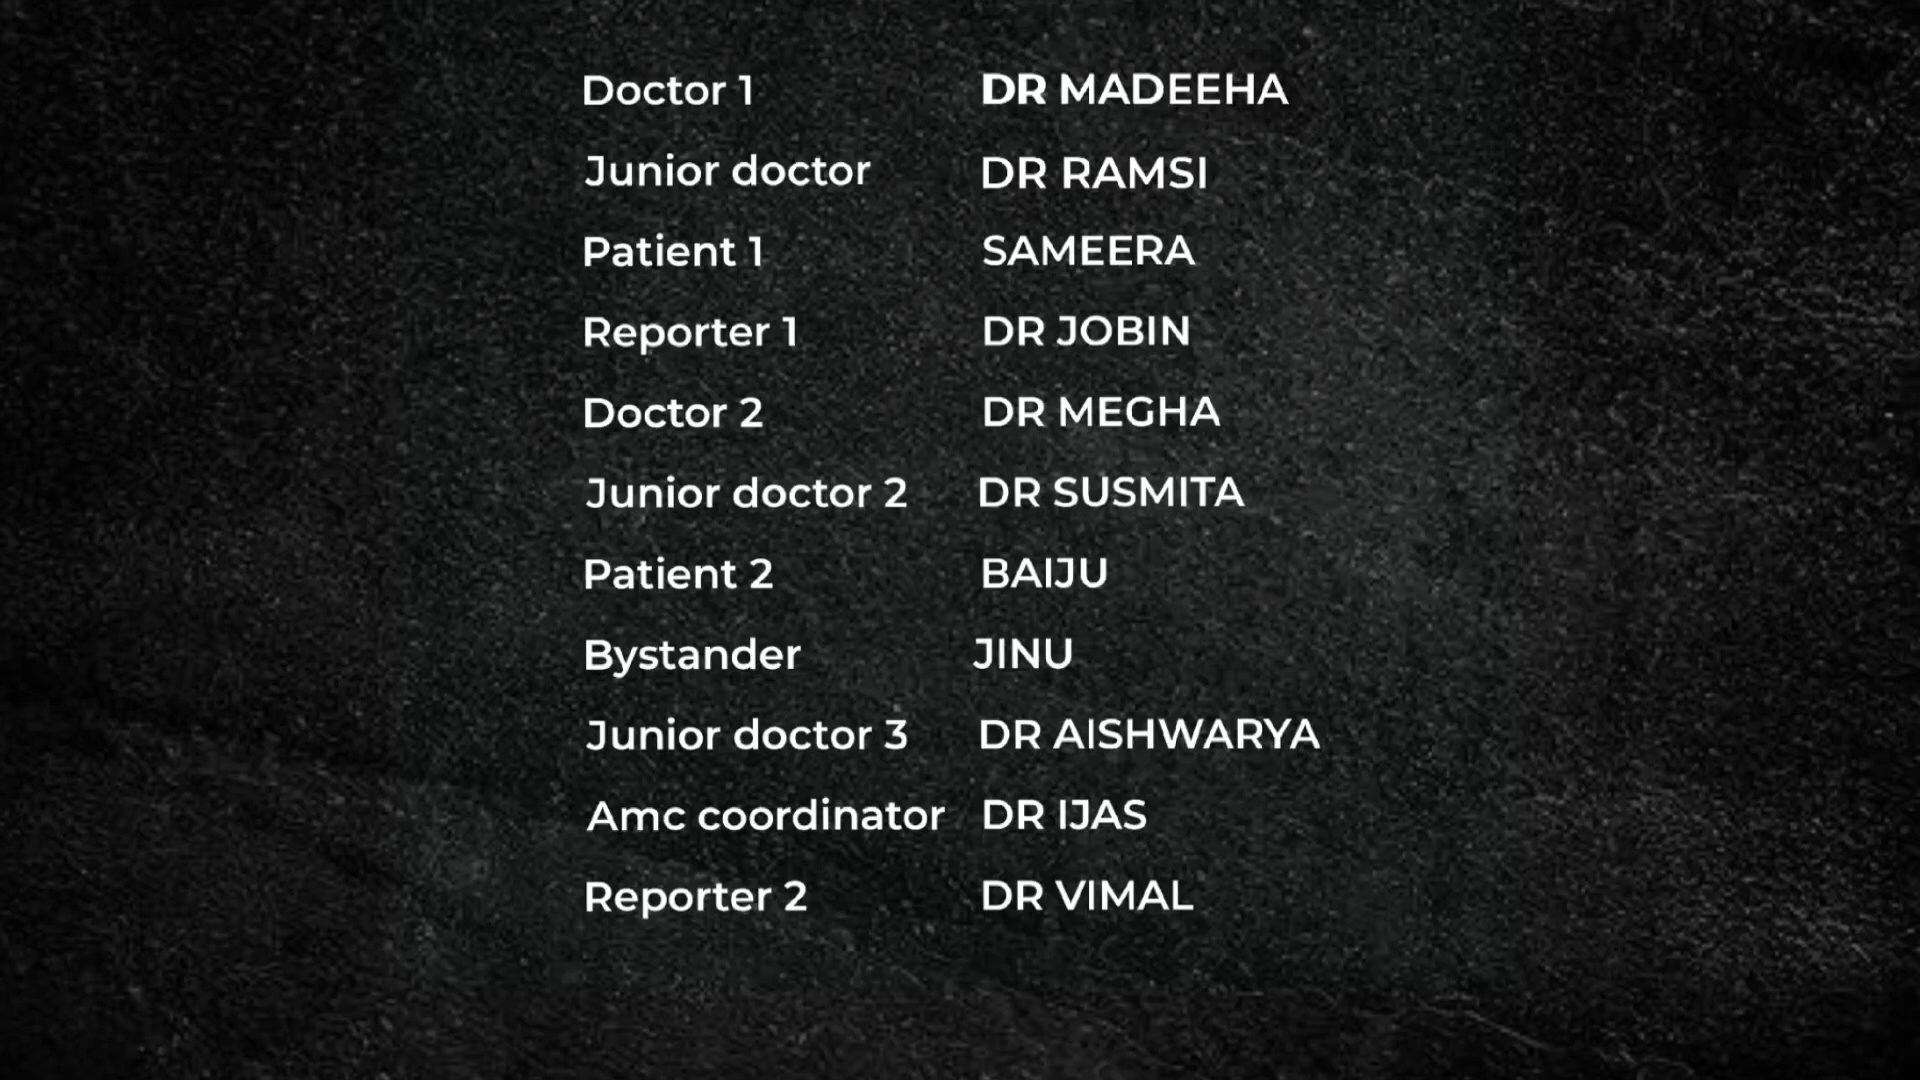 Doctor 1 DR MADEEHA
Junior doctor DR RAMSI
Patient 1 SAMEERA
Reporter 1 DR JOBIN
Doctor 2 DR MEGHA
Junior doctor 2 DR SUSMITA
Patient 2 BAIJU
Bystander JINU
Junior doctor 3 DR AISHWARYA
Amc coordinator DR IJAS
Reporter 2 DR VIMAL